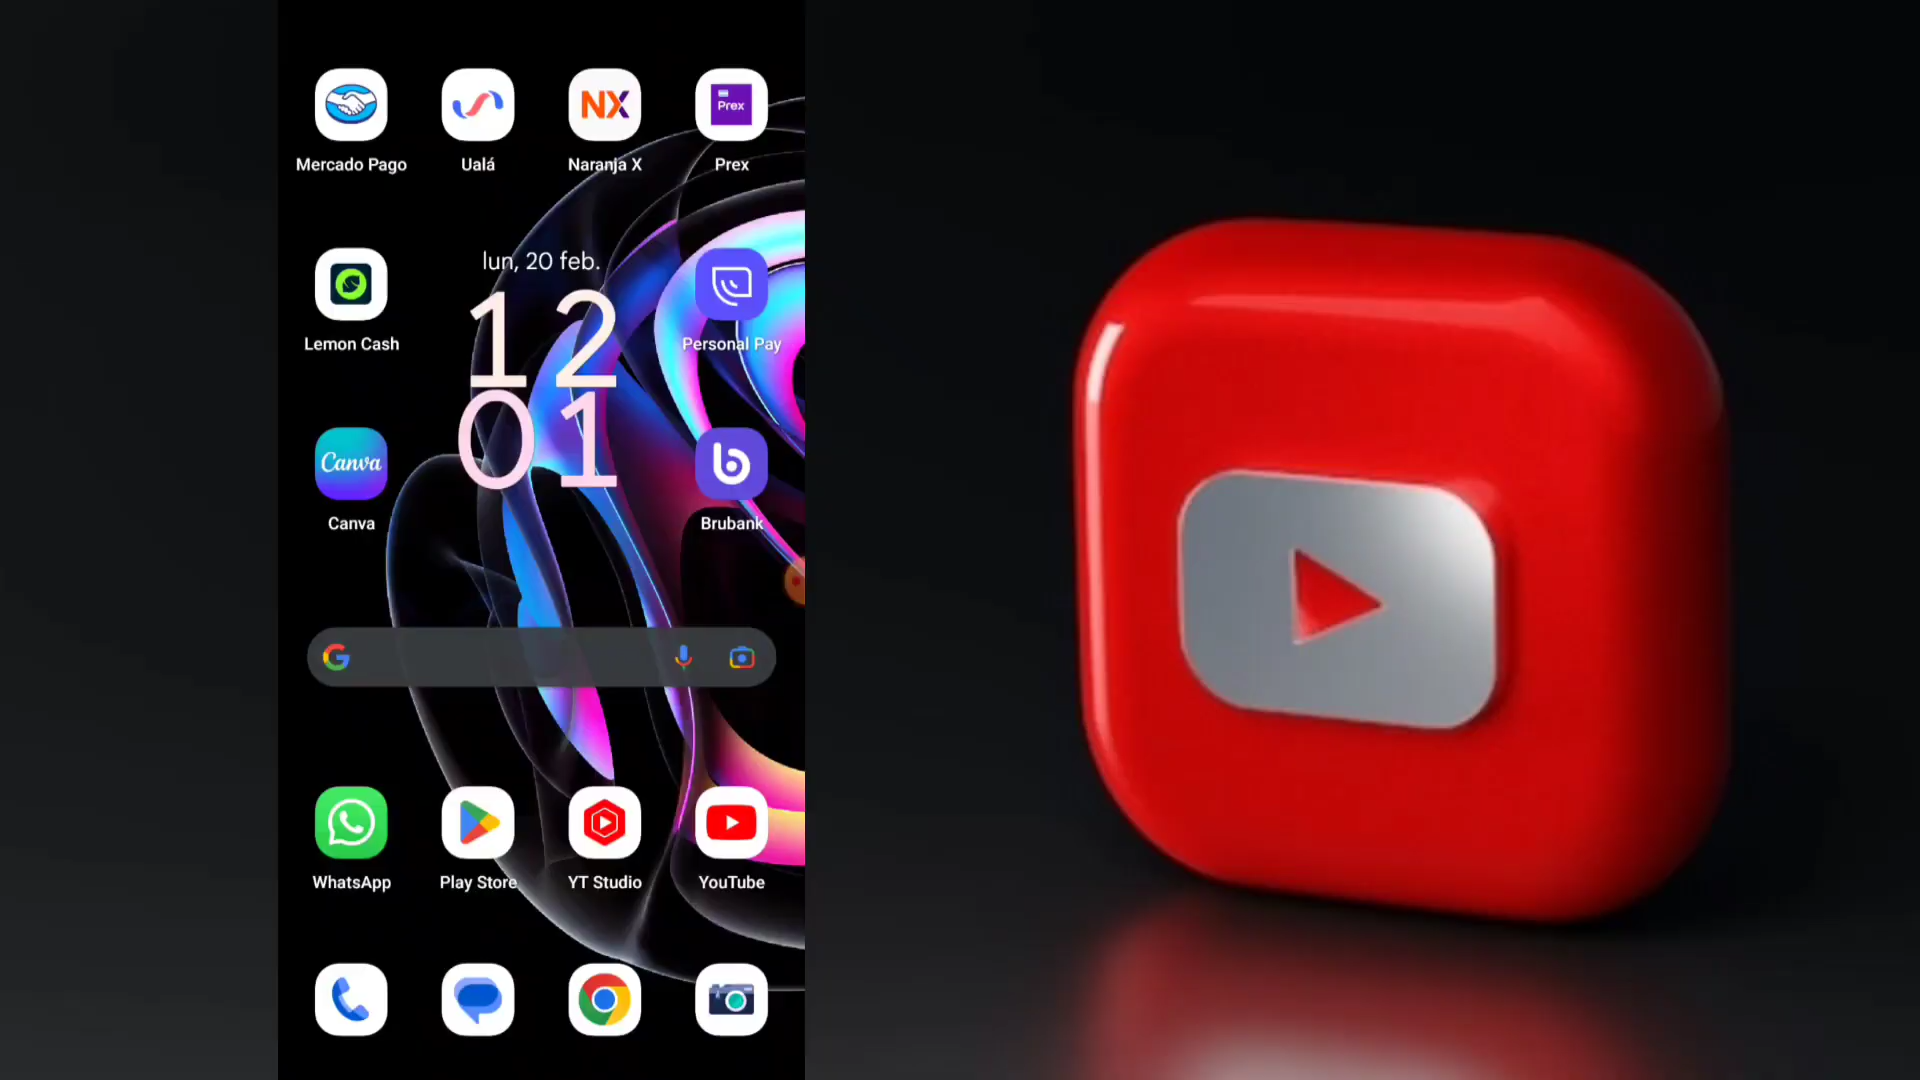 NX
Prex
Mercado Pago
Ualá
Naranja X
Prex
lun, 20 feb.
12
01
Lemon Cash
Personal Pay
Canva
Canva
Brubank
WhatsApp
Play Store
YT Studio
YouTube